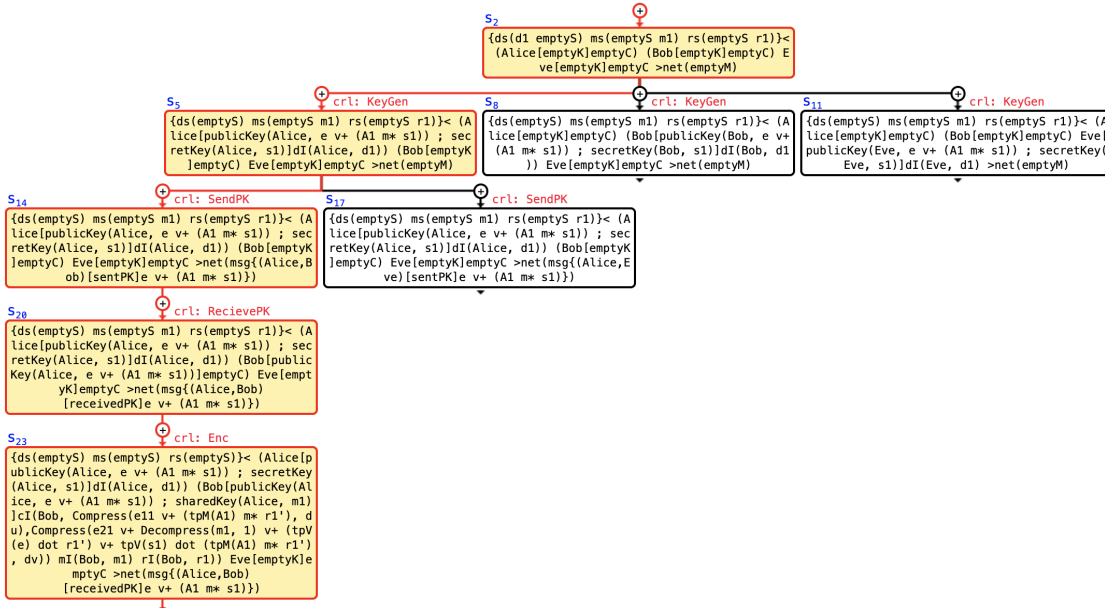 S2
{ds(d1 emptyS) ms(emptyS m1) rs(emptyS r1)}<
(Alice[emptyK]emptyC) (Bob[emptyK]emptyC) E
ve[emptyK]emptyC >net(emptyM)
S5
crl: KeyGen
{ds(emptyS) ms(emptyS m1) rs(emptyS r1)}< (A
lice[publicKey(Alice, e v+ (A1 m* s1)) ; sec
retKey(Alice, s1)]dI(Alice, d1)) (Bob[emptyK
]emptyC) Eve[emptyK]emptyC >net(emptyM)
S8
crl: KeyGen
{ds(emptyS) ms(emptyS m1) rs(emptyS r1)}< (A
lice[emptyK]emptyC) (Bob[publicKey(Bob, e v+
(A1 m* s1)) ; secretKey(Bob, s1)]dI(Bob, d1
)) Eve[emptyK]emptyC >net(emptyM)
S11
crl: KeyGen
{ds(emptyS) ms(emptyS m1) rs(emptyS r1)}< (A
lice[emptyK]emptyC) (Bob[emptyK]emptyC) Eve[
publicKey(Eve, e v+ (A1 m* s1)) ; secretKey(
Eve, s1)]dI(Eve, d1) >net(emptyM)
S14
crl: SendPK
{ds(emptyS) ms(emptyS m1) rs(emptyS r1)}< (A
lice[publicKey(Alice, e v+ (A1 m* s1)) ; sec
retKey(Alice, s1)]dI(Alice, d1)) (Bob[emptyK
]emptyC) Eve[emptyK]emptyC >net(msg{(Alice,B
ob)[sentPK]e v+ (A1 m* s1)})
S17
crl: SendPK
{ds(emptyS) ms(emptyS m1) rs(emptyS r1)}< (A
lice[publicKey(Alice, e v+ (A1 m* s1)) ; sec
retKey(Alice, s1)]dI(Alice, d1)) (Bob[emptyK
]emptyC) Eve[emptyK]emptyC >net(msg{(Alice,E
ve)[sentPK]e v+ (A1 m* s1)})
S20
crl: RecievePK
{ds(emptyS) ms(emptyS m1) rs(emptyS r1)}< (A
lice[publicKey(Alice, e v+ (A1 m* s1)) ; sec
retKey(Alice, s1)]dI(Alice, d1)) (Bob[public
Key(Alice, e v+ (A1 m* s1))]emptyC) Eve[empt
yK]emptyC >net(msg{(Alice,Bob)
[receivedPK]e v+ (A1 m* s1)})
S23
crl: Enc
{ds(emptyS) ms(emptyS) rs(emptyS)}< (Alice[p
ublicKey(Alice, e v+ (A1 m* s1)) ; secretKey
(Alice, s1)]dI(Alice, d1)) (Bob[publicKey(Al
ice, e v+ (A1 m* s1)) ; sharedKey(Alice, m1)
]cI(Bob, Compress(e11 v+ (tpM(A1) m* r1'), d
u),Compress(e21 v+ Decompress(m1, 1) v+ (tpV
(e) dot r1') v+ tpV(s1) dot (tpM(A1) m* r1')
, dv)) mI(Bob, m1) rI(Bob, r1)) Eve[emptyK]e
mptyC >net(msg{(Alice,Bob)
[receivedPK]e v+ (A1 m* s1)})